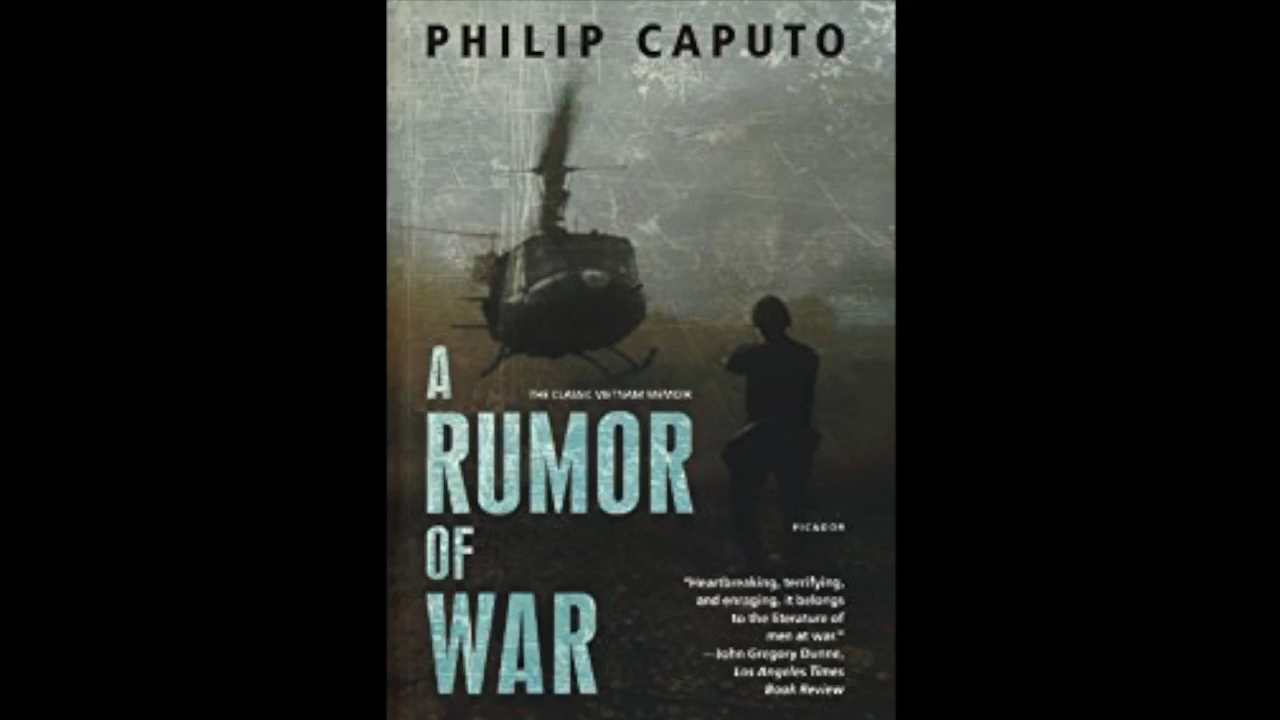 PHILIP CAPUTO
A
THE CLASSIC VIETNAM MEMOIR
RUMOR
OF
WAR
PICADOR
"Heartbreaking, terrifying,
and enraging, it belongs
to the literature of
men at war."
—John Gregory Dunne,
Los Angeles Times
Book Review